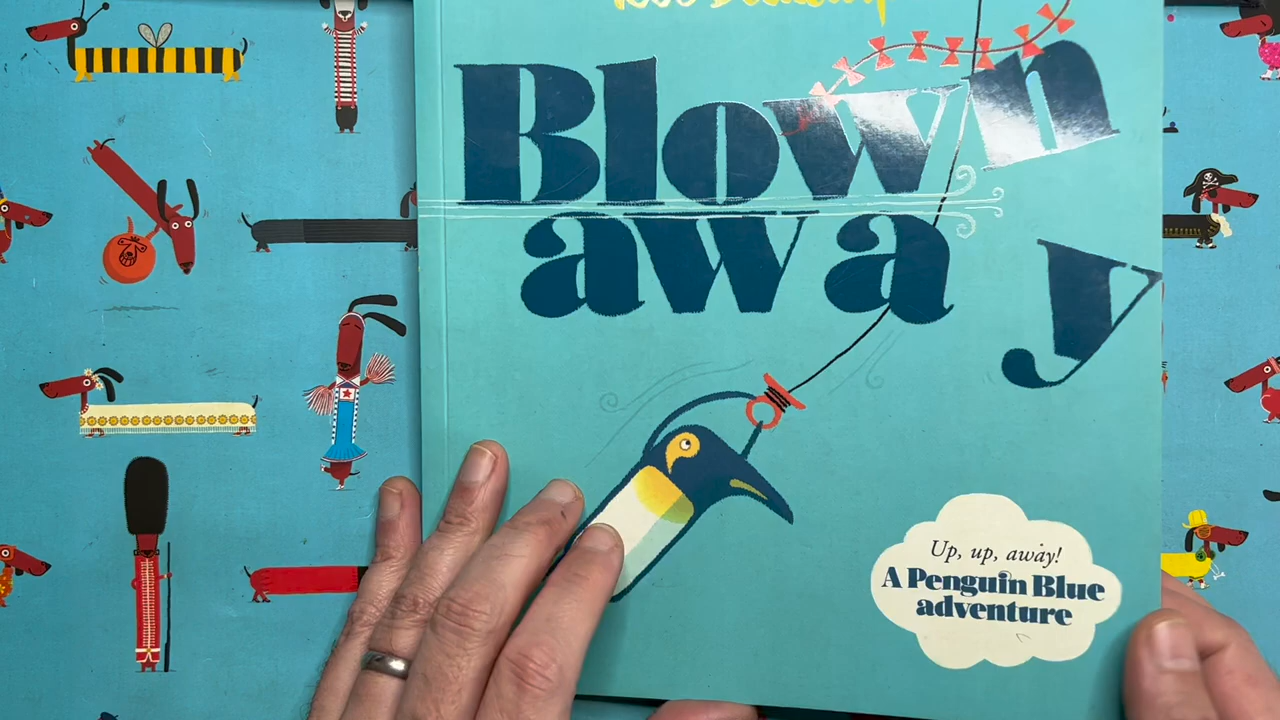 Blown
away
Up, up, away!
A Penguin Blue
adventure